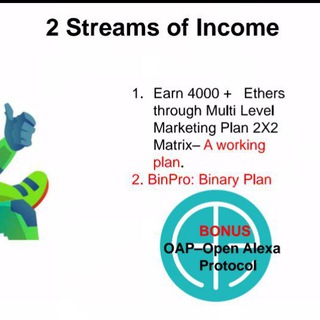 2 Streams of Income
1. Earn 4000 + Ethers
through Multi Level
Marketing Plan 2X2
Matrix– A working
plan.
2. BinPro: Binary Plan
BONUS
OAP–Open Alexa
Protocol